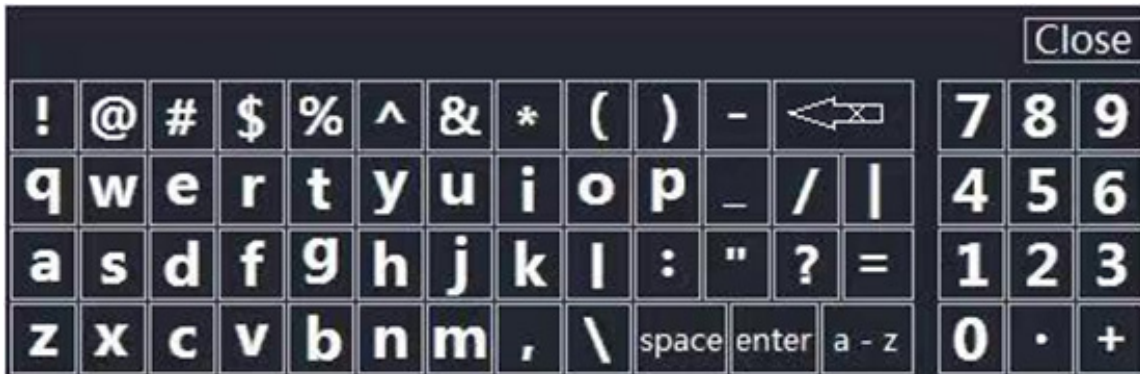 Close
! @ # $ % ^ & * ( ) - 7 8 9
q w e r t y u i o p _ / | 4 5 6
a s d f g h j k l : " ? = 1 2 3
z x c v b n m , \ space enter a - z 0 . +